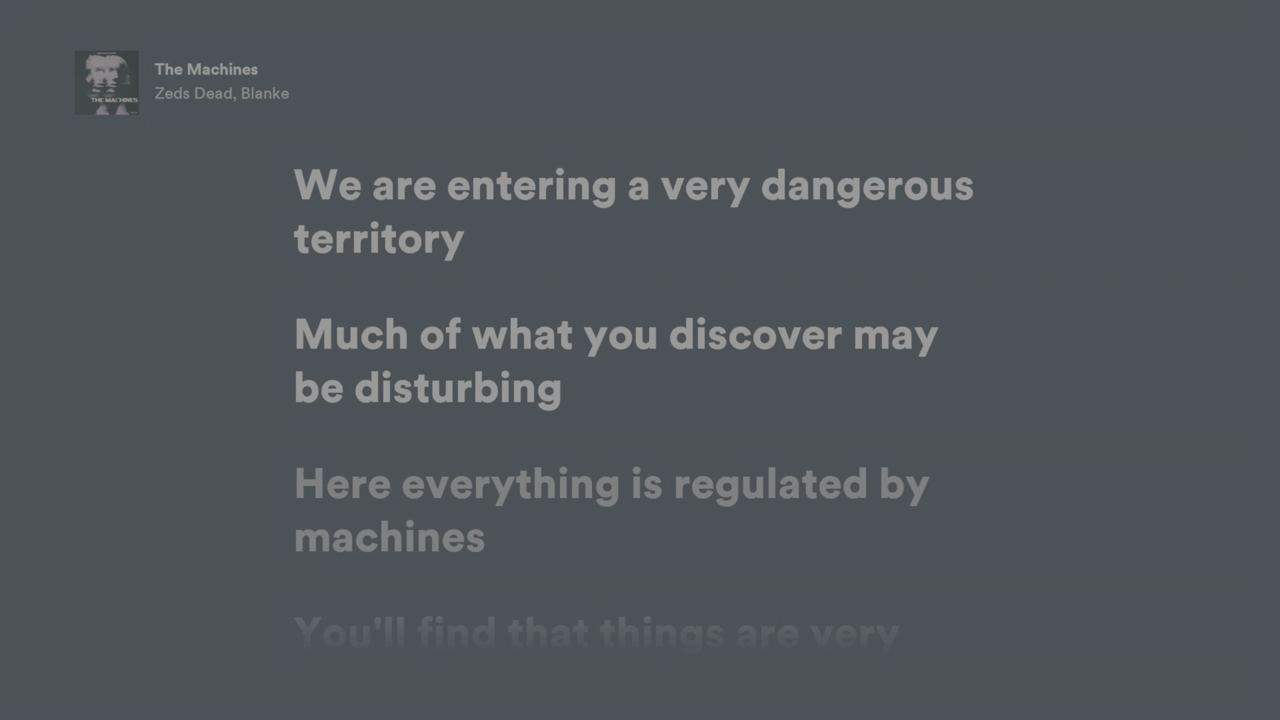 The Machines
Zeds Dead, Blanke
THE MACHINES
We are entering a very dangerous
territory
Much of what you discover may
be disturbing
Here everything is regulated by
machines
You'll find that things are very